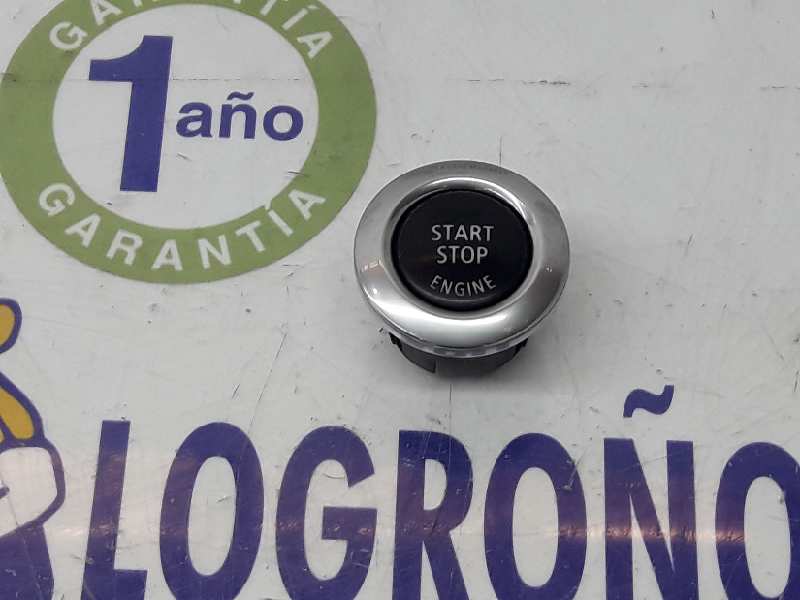 GARANTÍA
1 año
GARANTÍA
START
STOP
ENGINE
LOGROÑO